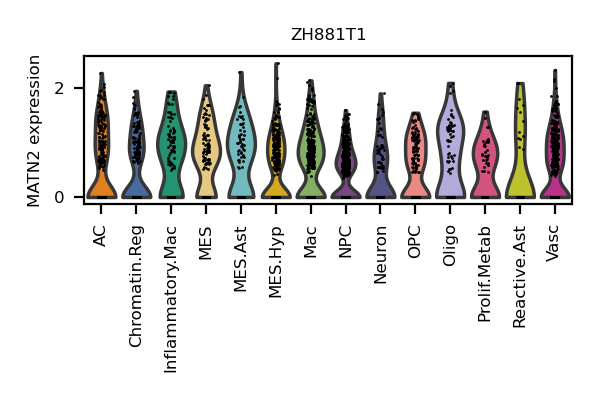 ZH881T1
MATN2 expression
2
0
AC
Chromatin.Reg
Inflammatory.Mac
MES
MES.Ast
MES.Hyp
Mac
NPC
Neuron
OPC
Oligo
Prolif.Metab
Reactive.Ast
Vasc